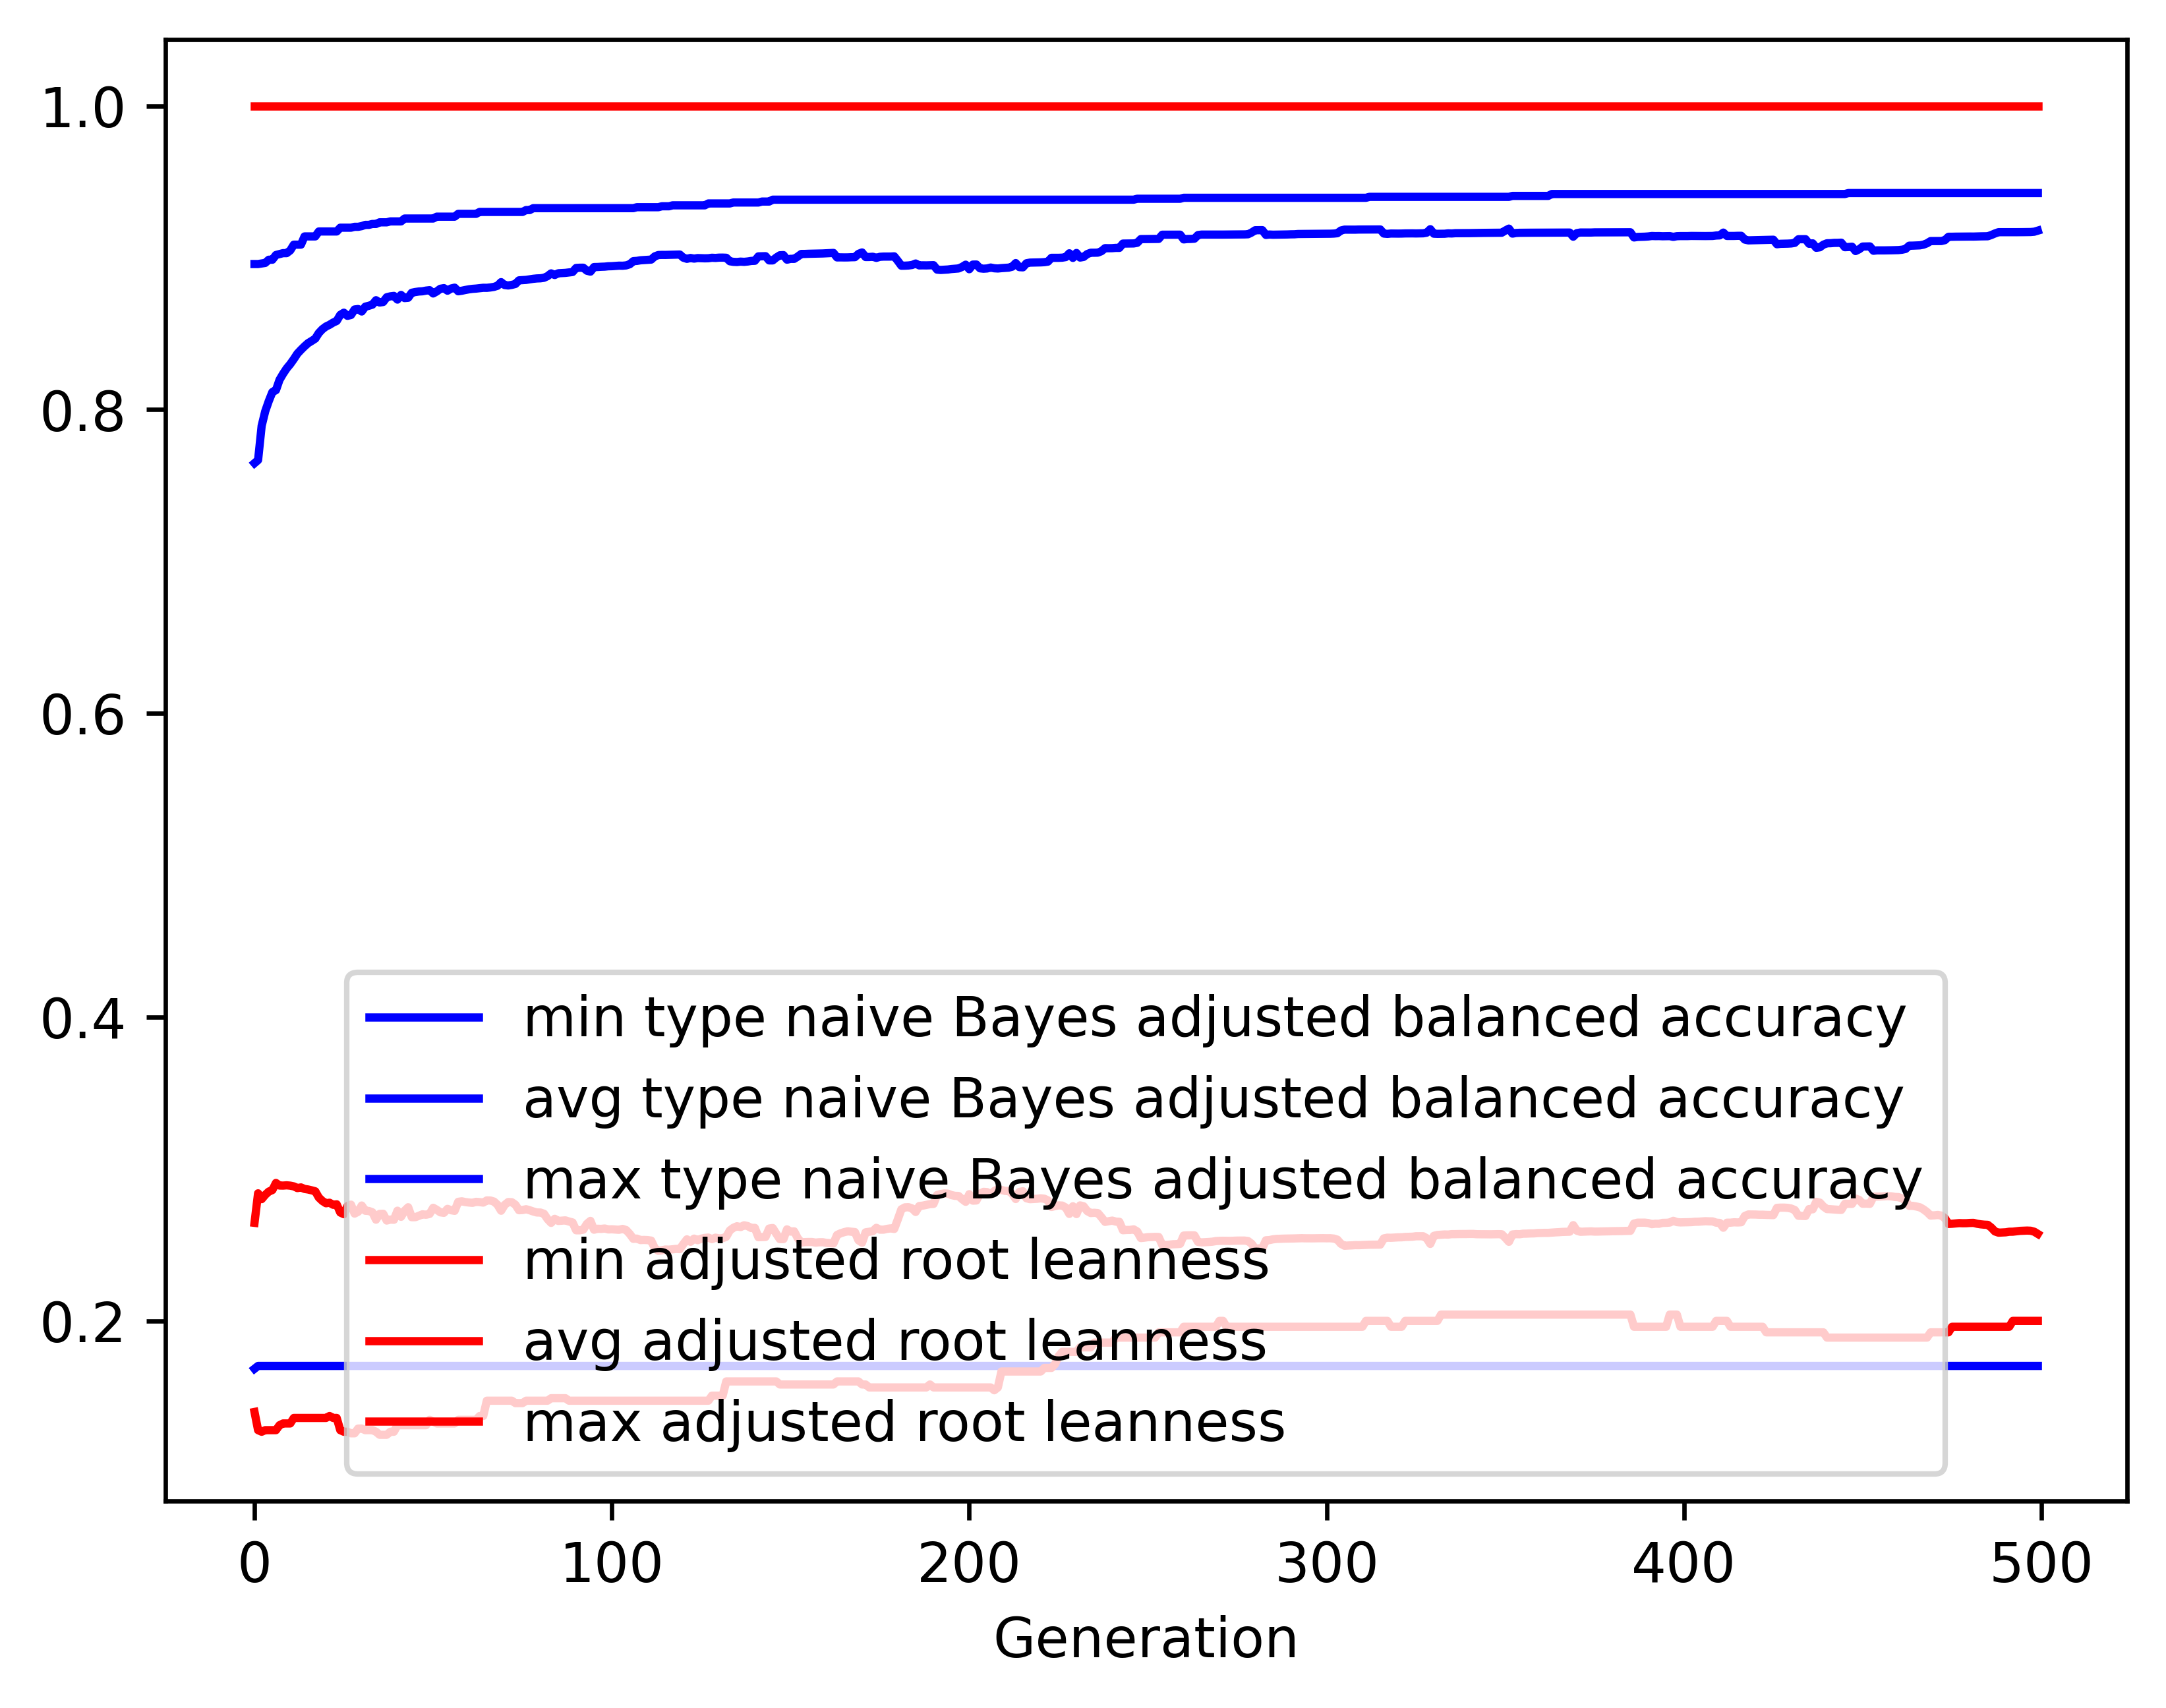 1.0
0.8
0.6
0.4
0.2
min type naive Bayes adjusted balanced accuracy
avg type naive Bayes adjusted balanced accuracy
max type naive Bayes adjusted balanced accuracy
min adjusted root leanness
avg adjusted root leanness
max adjusted root leanness
0 100 200 300 400 500
Generation